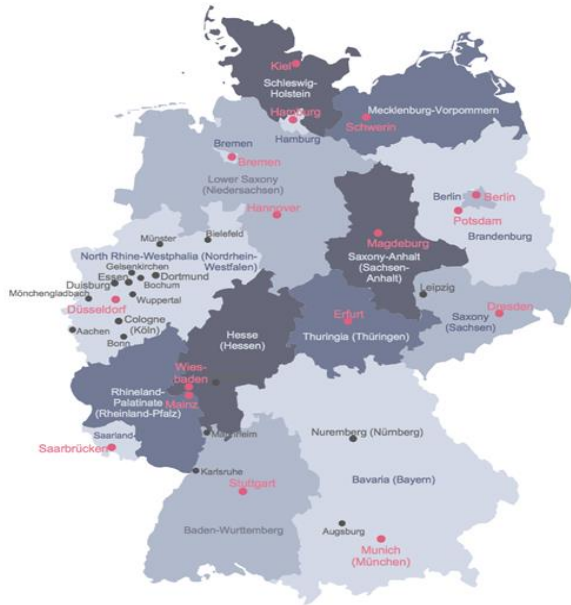 Kiel
Schleswig-
Holstein
Mecklenburg-Vorpommern
Hamburg
Schwerin
Hamburg
Bremen
Bremen
Lower Saxony
(Niedersachsen)
Berlin
Berlin
Potsdam
Hannover
Brandenburg
Münster
Bielefeld
Magdeburg
North Rhine-Westphalia (Nordrhein-
Westfalen)
Saxony-Anhalt
(Sachsen-
Anhalt)
Gelsenkirchen
Essen
Dortmund
Duisburg
Bochum
Leipzig
Mönchengladbach
Wuppertal
Düsseldorf
Dresden
Erfurt
Saxony
(Sachsen)
Cologne
(Köln)
Aachen
Bonn
Hesse
(Hessen)
Thuringia (Thüringen)
Wies-
baden
Rhineland-
Palatinate
(Rheinland-Pfalz)
Mainz
Saarland
Mannheim
Saarbrücken
Nuremberg (Nümberg)
Karlsruhe
Bavaria (Bayern)
Stuttgart
Baden-Wurttemberg
Augsburg
Munich
(München)